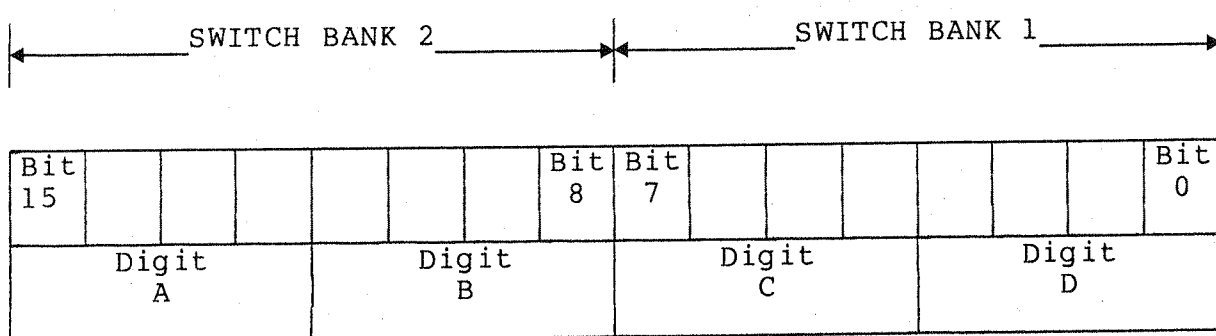 SWITCH BANK 2 SWITCH BANK 1
Bit Bit Bit Bit
15 8 7 0
Digit Digit Digit Digit
A B C D